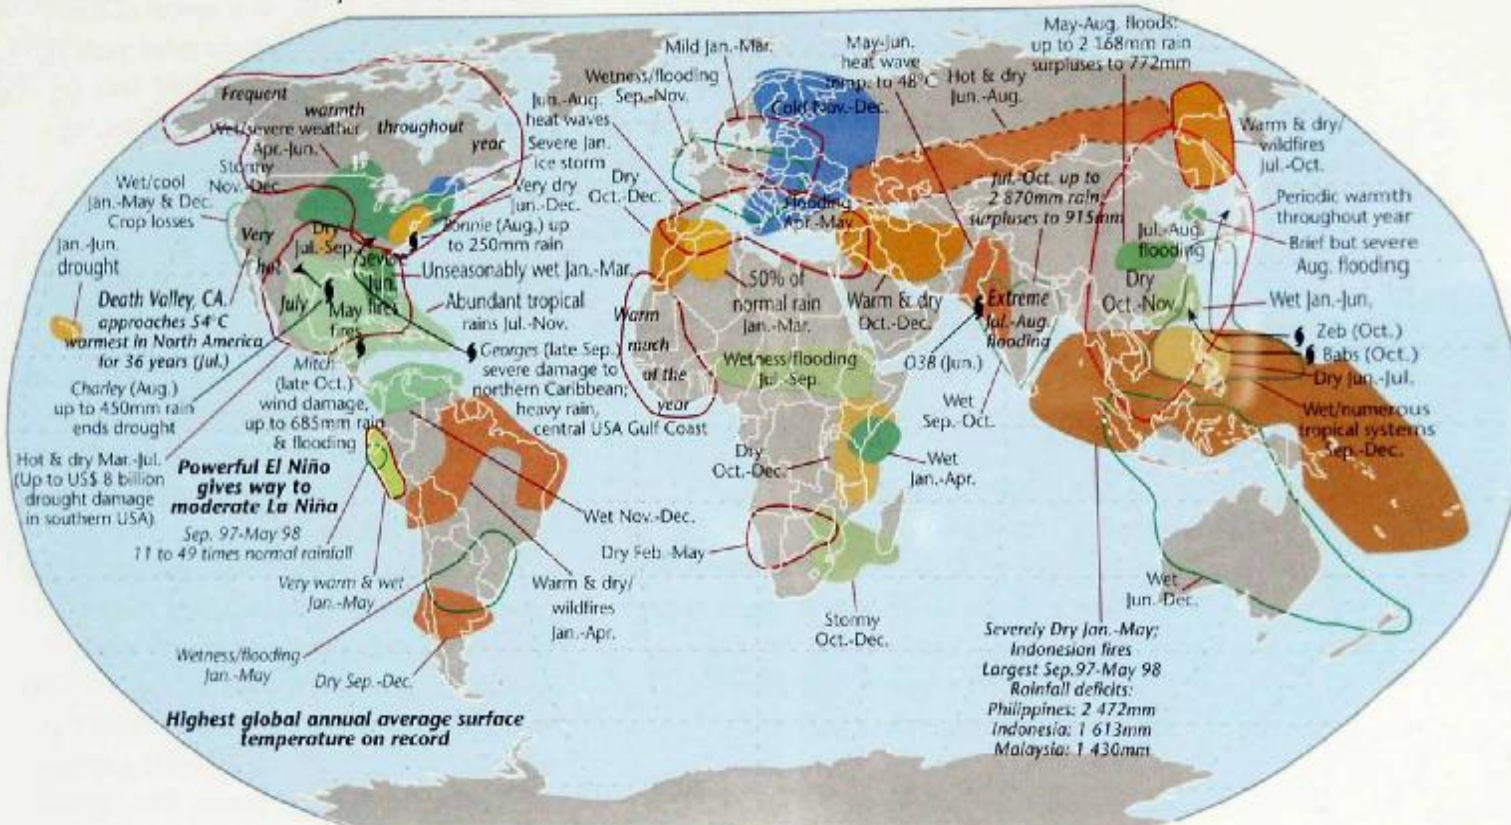 Frequent
warmth
throughout
year
Wet/severe weather
Apr.-Jun.
Stormy
Nov.-Dec.
Wet/cool
Jan.-May & Dec.
Crop losses
Jan.-Jun.
drought
Death Valley, CA.
approaches 54°C
warmest in North America
for 36 years (Jul.)
Very
hot
July
Dry
Jul.-Sep.
Severe
Jun.
fires
May
fires
Charley (Aug.)
up to 450mm rain
ends drought
Hot & dry Mar.-Jul.
(Up to US$ 8 billion
drought damage
in southern USA)
Mitch
(late Oct.)
wind damage,
up to 685mm rain
& flooding
Powerful El Niño
gives way to
moderate La Niña
Sep. 97-May 98
11 to 49 times normal rainfall
Very warm & wet
Jan.-May
Wetness/flooding
Jan.-May
Dry Sep.-Dec.
Highest global annual average surface
temperature on record
Severe Jan.
ice storm
Very dry
Jun.-Dec.
Bonnie (Aug.) up
to 250mm rain
Unseasonably wet Jan.-Mar.
Abundant tropical
rains Jul.-Nov.
Georges (late Sep.)
severe damage to
northern Caribbean;
heavy rain,
central USA Gulf Coast
Wet Nov.-Dec.
Warm & dry/
wildfires
Jan.-Apr.
Mild Jan.-Mar.
Wetness/flooding
Sep.-Nov.
Jun.-Aug.
heat waves
Dry
Oct.-Dec.
Cold Nov.-Dec.
Flooding
Apr.-May
50% of
normal rain
Jan.-Mar.
Warm
much
of the
year
Wetness/flooding
Jul.-Sep.
Warm & dry
Oct.-Dec.
Dry
Oct.-Dec.
Wet
Jan.-Apr.
Dry Feb.-May
Stormy
Oct.-Dec.
May-Jun.
heat wave
temp. to 48°C
Hot & dry
Jun.-Aug.
May-Aug. floods:
up to 2 168mm rain
surpluses to 772mm
Jul.-Oct. up to
2 870mm rain
surpluses to 915mm
Extreme
Jul.-Aug.
flooding
03B (Jun.)
Wet
Sep.-Oct.
Warm & dry/
wildfires
Jul.-Oct.
Periodic warmth
throughout year
Jul.-Aug.
flooding
Brief but severe
Aug. flooding
Dry
Oct.-Nov.
Wet Jan.-Jun.
Zeb (Oct.)
Babs (Oct.)
Dry Jun.-Jul.
Wet/numerous
tropical systems
Sep.-Dec.
Wet
Jun.-Dec.
Severely Dry Jan.-May;
Indonesian fires
Largest Sep.97-May 98
Rainfall deficits:
Philippines: 2 472mm
Indonesia: 1 613mm
Malaysia: 1 430mm